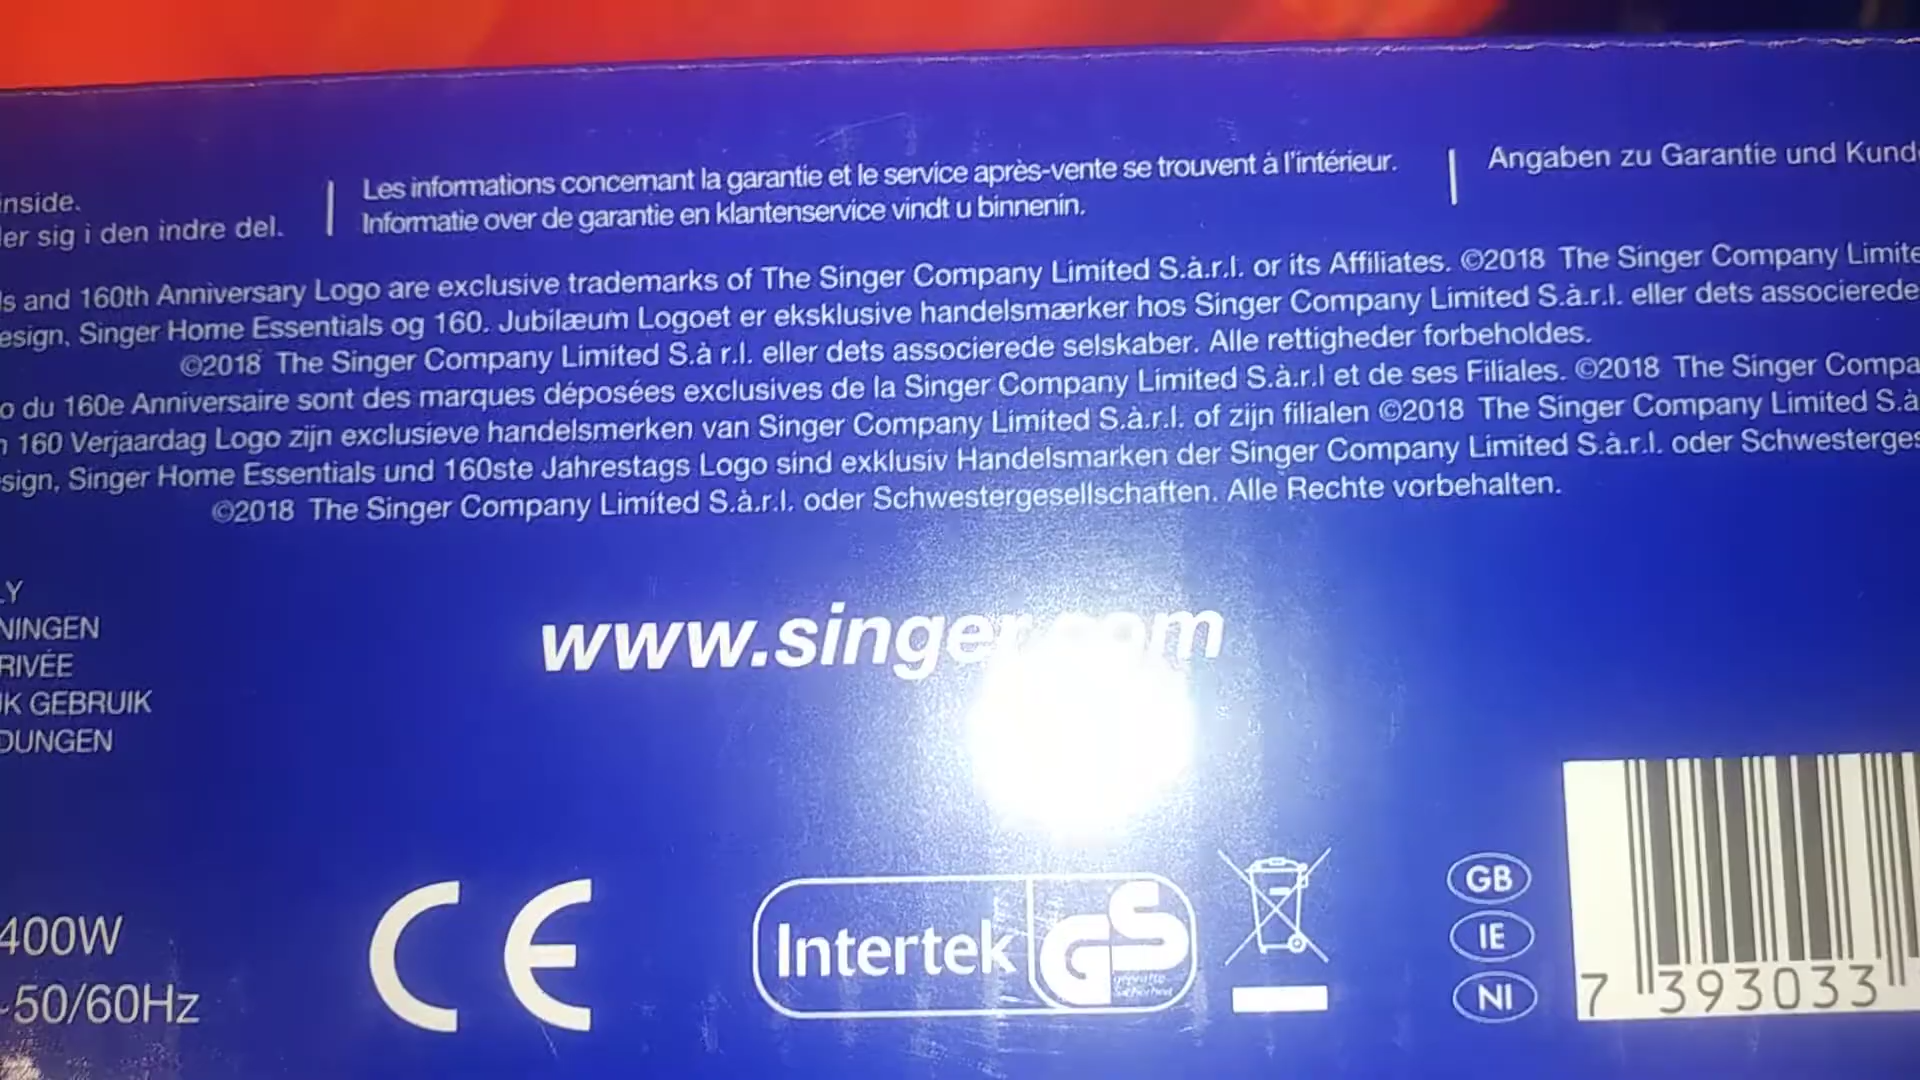 inside.
er sig i den indre del.
Les informations concernant la garantie et le service après-vente se trouvent à l'intérieur.
Informatie over de garantie en klantenservice vindt u binnenin.
Angaben zu Garantie und Kund
ls and 160th Anniversary Logo are exclusive trademarks of The Singer Company Limited S.à.r.l. or its Affiliates. ©2018 The Singer Company Limite
esign, Singer Home Essentials og 160. Jubilæum Logoet er eksklusive handelsmærker hos Singer Company Limited S.à.r.l. eller dets associerede
©2018 The Singer Company Limited S.à r.l. eller dets associerede selskaber. Alle rettigheder forbeholdes.
o du 160e Anniversaire sont des marques déposées exclusives de la Singer Company Limited S.à.r.l et de ses Filiales. ©2018 The Singer Compa
n 160 Verjaardag Logo zijn exclusieve handelsmerken van Singer Company Limited S.à.r.l. of zijn filialen ©2018 The Singer Company Limited S.à
sign, Singer Home Essentials und 160ste Jahrestags Logo sind exklusiv Handelsmarken der Singer Company Limited S.à.r.l. oder Schwesterges
©2018 The Singer Company Limited S.à.r.l. oder Schwestergesellschaften. Alle Rechte vorbehalten.
LY
NINGEN
RIVÉE
JK GEBRUIK
DUNGEN
www.singer.com
400W
~50/60Hz
CE
Intertek
GS
geprüfte
Sicherheit
GB
IE
NI
7 393033